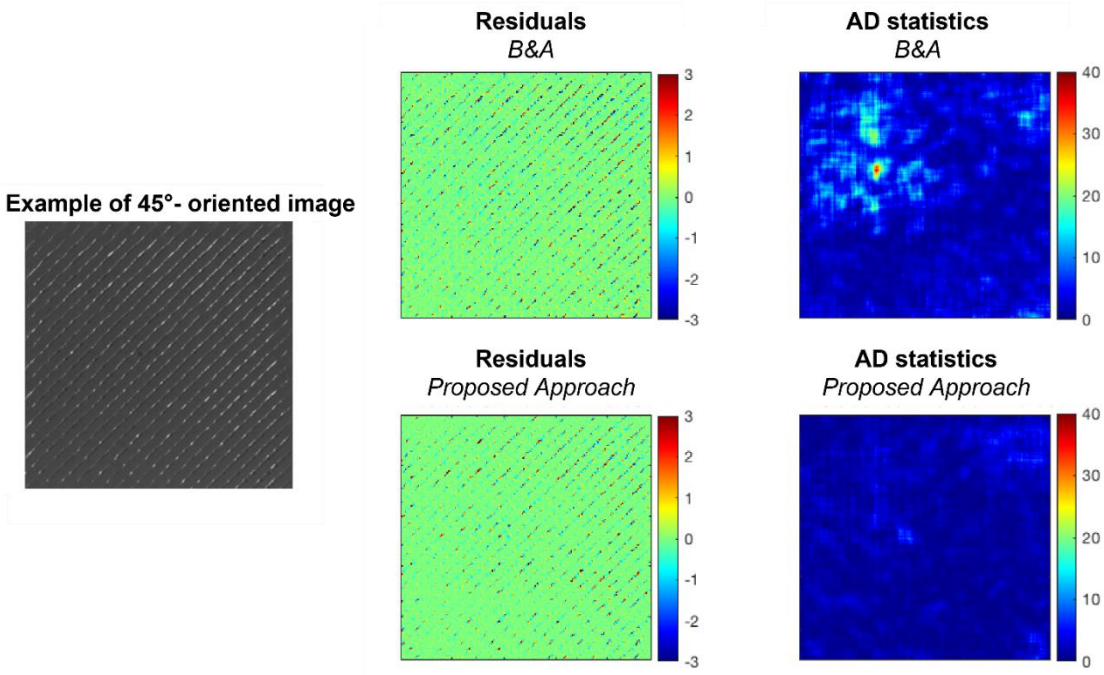 Example of 45°- oriented image
Residuals
B&A
3
2
1
0
-1
-2
-3
AD statistics
B&A
40
30
20
10
0
Residuals
Proposed Approach
3
2
1
0
-1
-2
-3
AD statistics
Proposed Approach
40
30
20
10
0